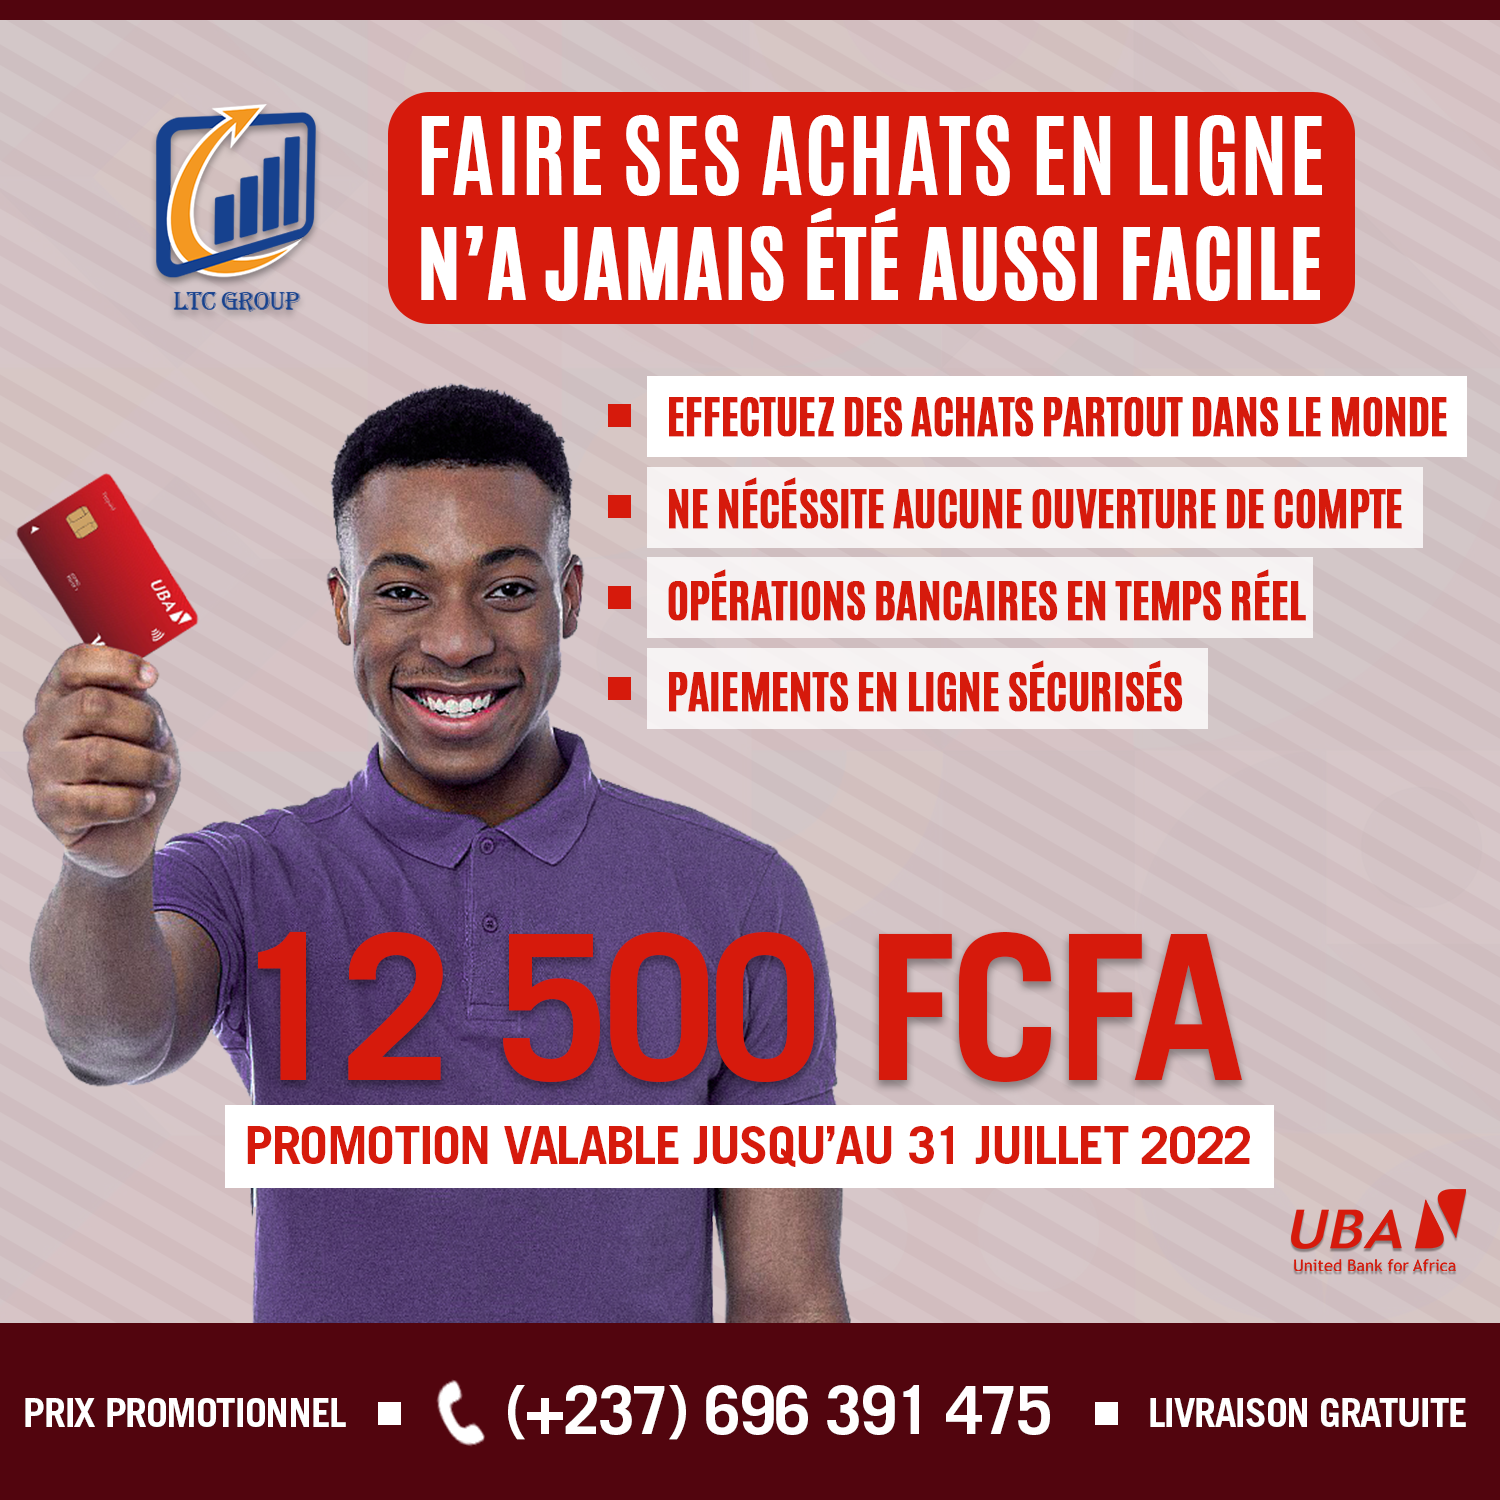 LTC GROUP
FAIRE SES ACHATS EN LIGNE
N'A JAMAIS ÉTÉ AUSSI FACILE
EFFECTUEZ DES ACHATS PARTOUT DANS LE MONDE
NE NÉCÉSSITE AUCUNE OUVERTURE DE COMPTE
OPÉRATIONS BANCAIRES EN TEMPS RÉEL
PAIEMENTS EN LIGNE SÉCURISÉS
UBA
12 500 FCFA
PROMOTION VALABLE JUSQU'AU 31 JUILLET 2022
UBA
United Bank for Africa
PRIX PROMOTIONNEL
(+237) 696 391 475
LIVRAISON GRATUITE